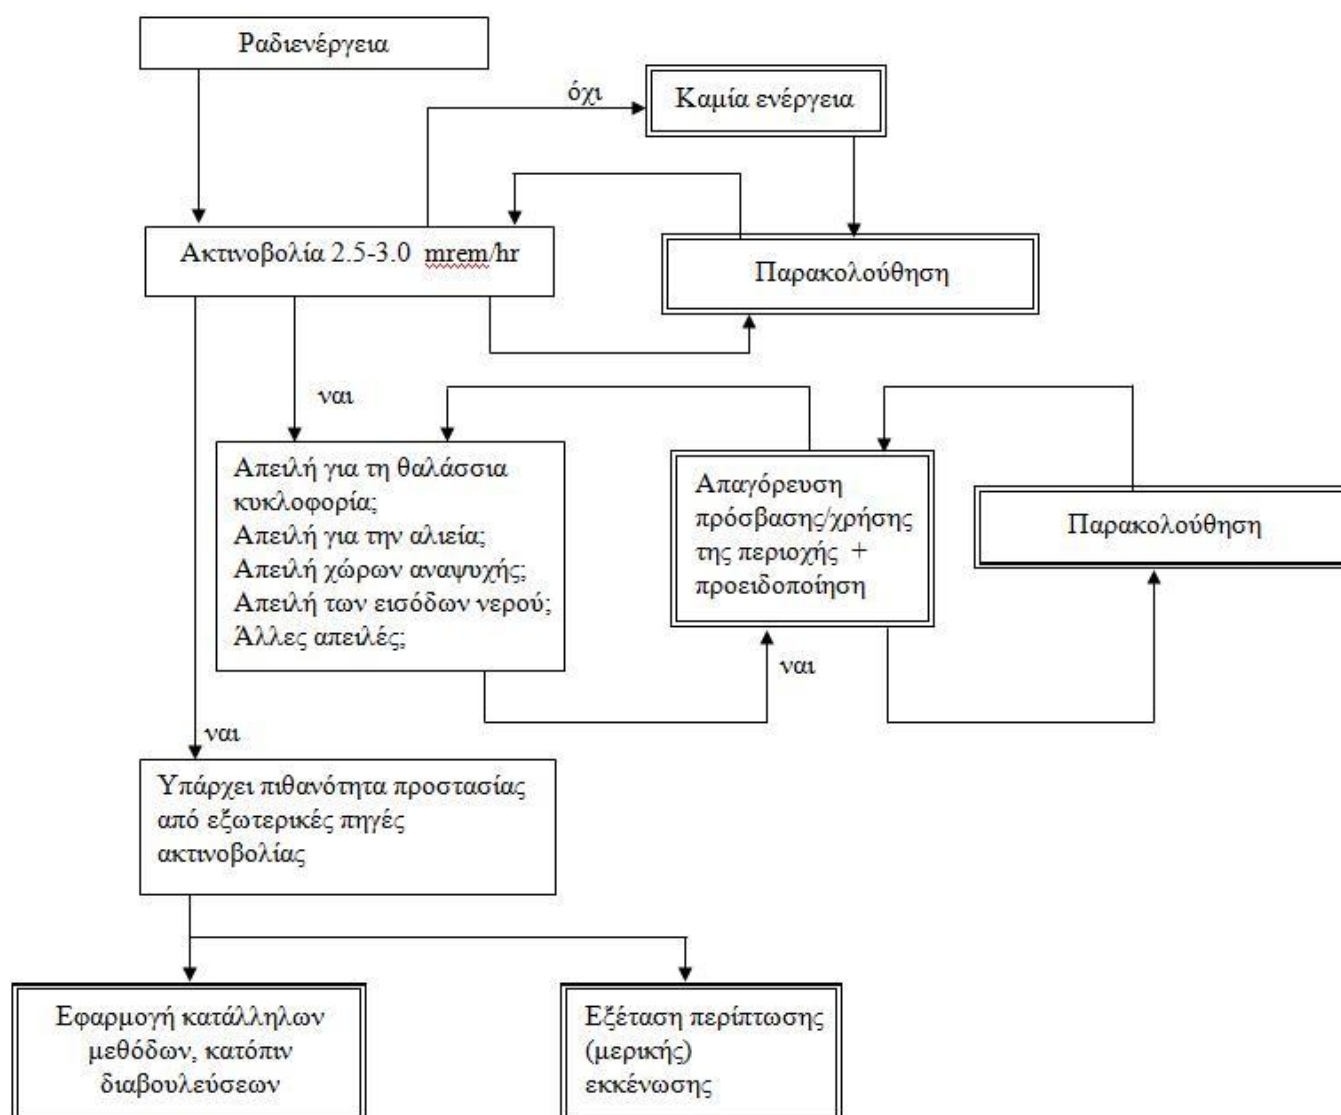 Ραδιενέργεια
όχι
Καμία ενέργεια
Ακτινοβολία 2.5-3.0 mrem/hr
Παρακολούθηση
ναι
Απειλή για τη θαλάσσια
κυκλοφορία;
Απειλή για την αλιεία;
Απειλή χώρων αναψυχής;
Απειλή των εισόδων νερού;
Άλλες απειλές;
Απαγόρευση
πρόσβασης/χρήσης
της περιοχής +
προειδοποίηση
Παρακολούθηση
ναι
ναι
Υπάρχει πιθανότητα προστασίας
από εξωτερικές πηγές
ακτινοβολίας
Εφαρμογή κατάλληλων
μεθόδων, κατόπιν
διαβουλεύσεων
Εξέταση περίπτωσης
(μερικής)
εκκένωσης